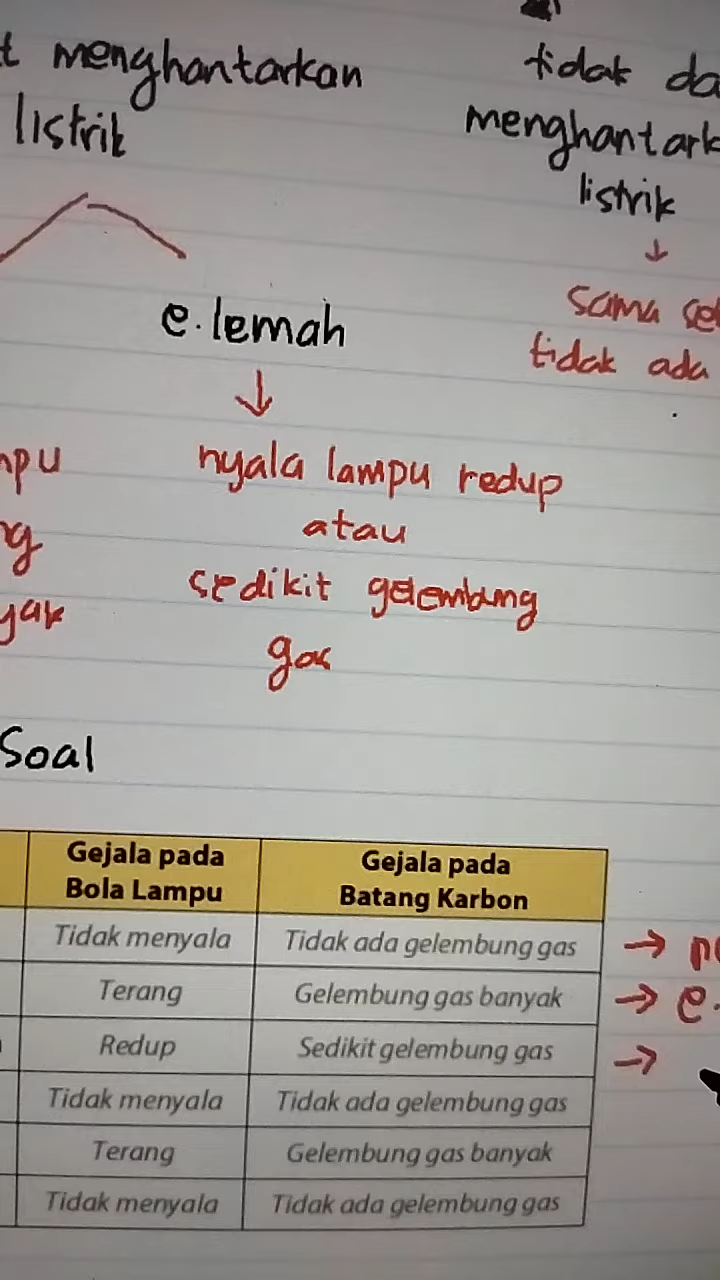 menghantarkan
listrik
tidak
listrik
↓
sama
tidak ada
e.lemah
↓
nyala lampu redup
atau
sedikit gelembung
gas
Soal
Gejala pada Bola Lampu Gejala pada Batang Karbon
Tidak menyala Tidak ada gelembung gas →
Terang Gelembung gas banyak → e.
Redup Sedikit gelembung gas →
Tidak menyala Tidak ada gelembung gas
Terang Gelembung gas banyak
Tidak menyala Tidak ada gelembung gas